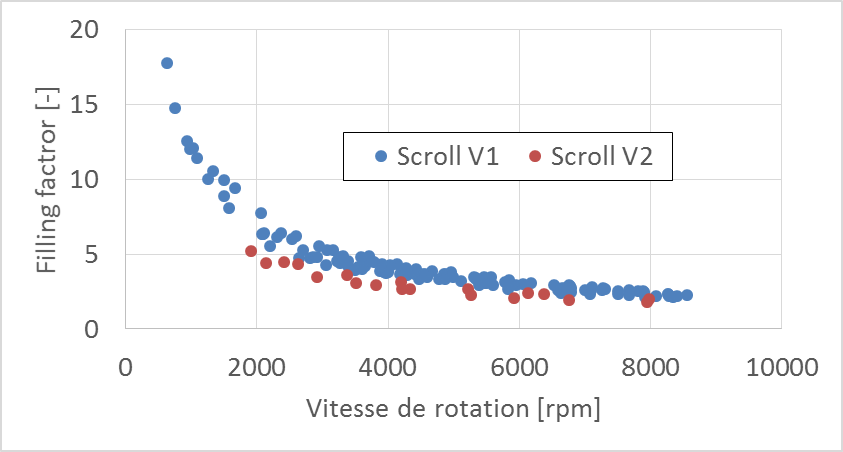 Filling factror [-]
20
15
10
5
0
Scroll V1
Scroll V2
0 2000 4000 6000 8000 10000
Vitesse de rotation [rpm]